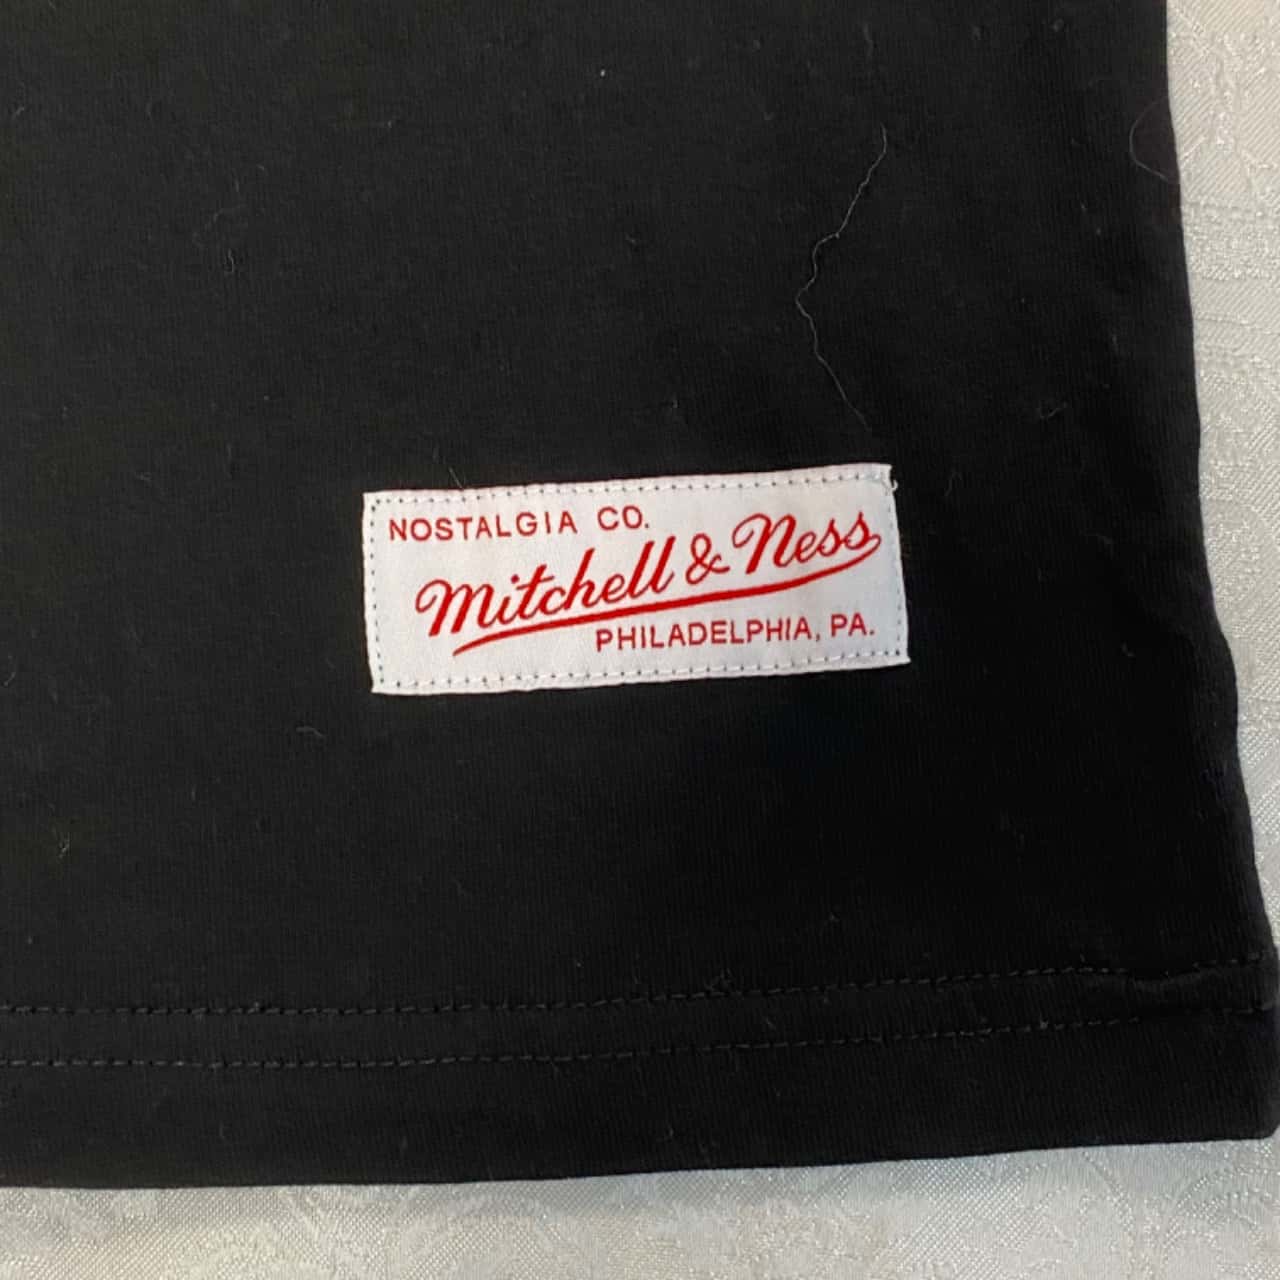 NOSTALGIA CO.
Mitchell & Ness
PHILADELPHIA, PA.